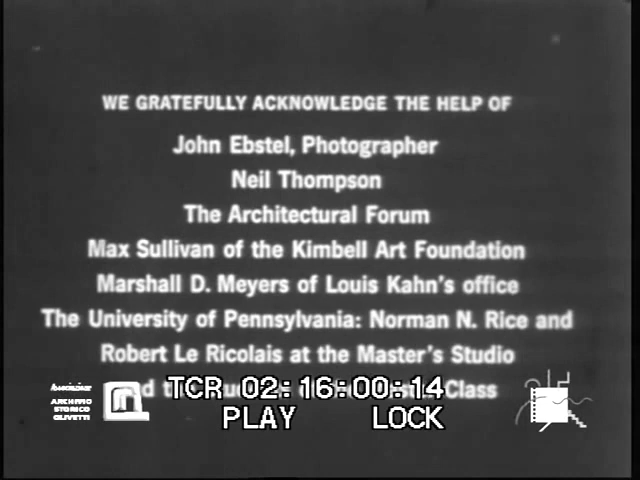 WE GRATEFULLY ACKNOWLEDGE THE HELP OF
John Ebstel, Photographer
Neil Thompson
The Architectural Forum
Max Sullivan of the Kimbell Art Foundation
Marshall D. Meyers of Louis Kahn's office
The University of Pennsylvania: Norman N. Rice and
Robert Le Ricolais at the Master's Studio
Class
TCR 02:16:00:14
PLAY LOCK
Associazione
ARCHIVIO
STORICO
OLIVETTI